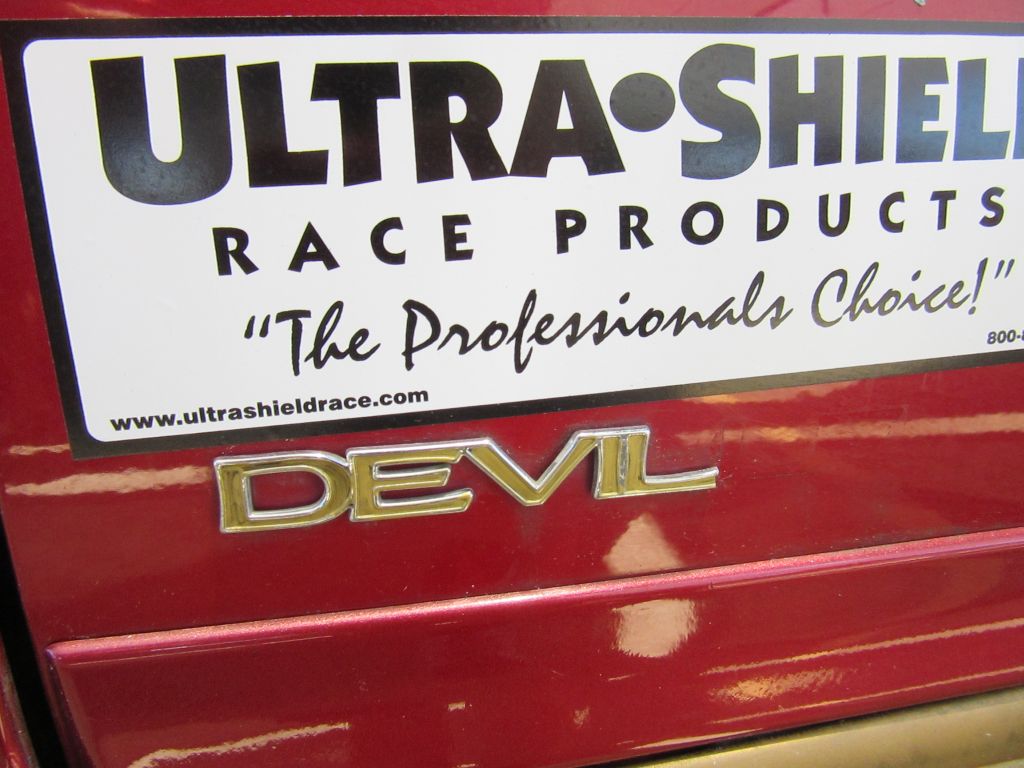 ULTRA•SHIEL
RACE PRODUCTS
"The Professionals Choice!"
800-
www.ultrashieldrace.com
DEVIL